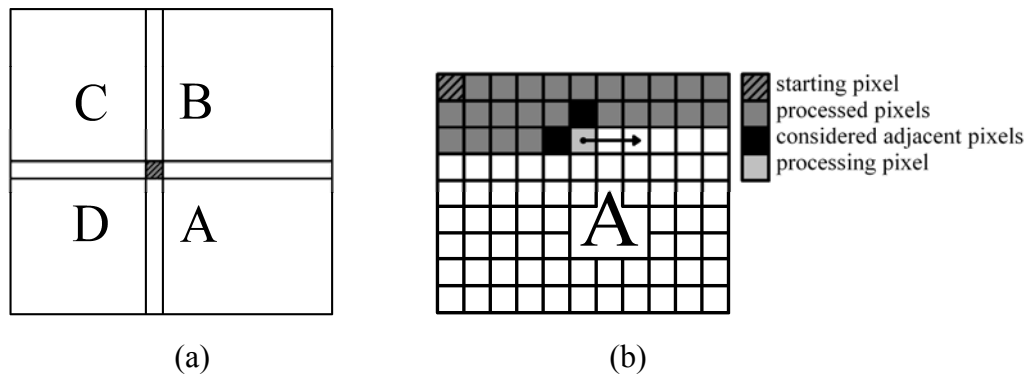 C B
D A
(a)
A
starting pixel
processed pixels
considered adjacent pixels
processing pixel
(b)